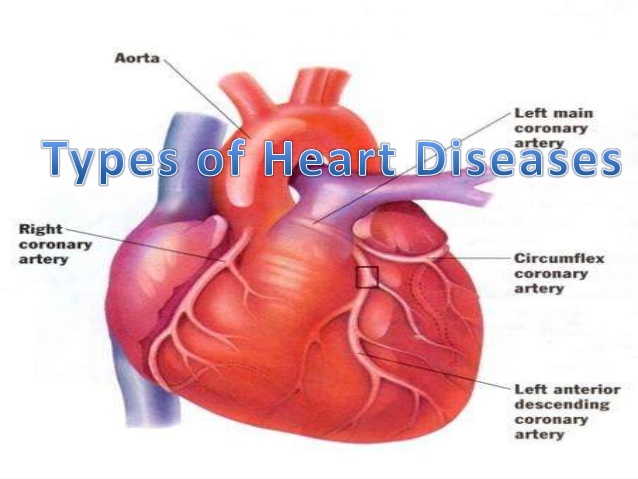 Aorta
Left main
coronary
artery
Types of Heart Diseases
Right
coronary
artery
Circumflex
coronary
artery
Left anterior
descending
coronary
artery